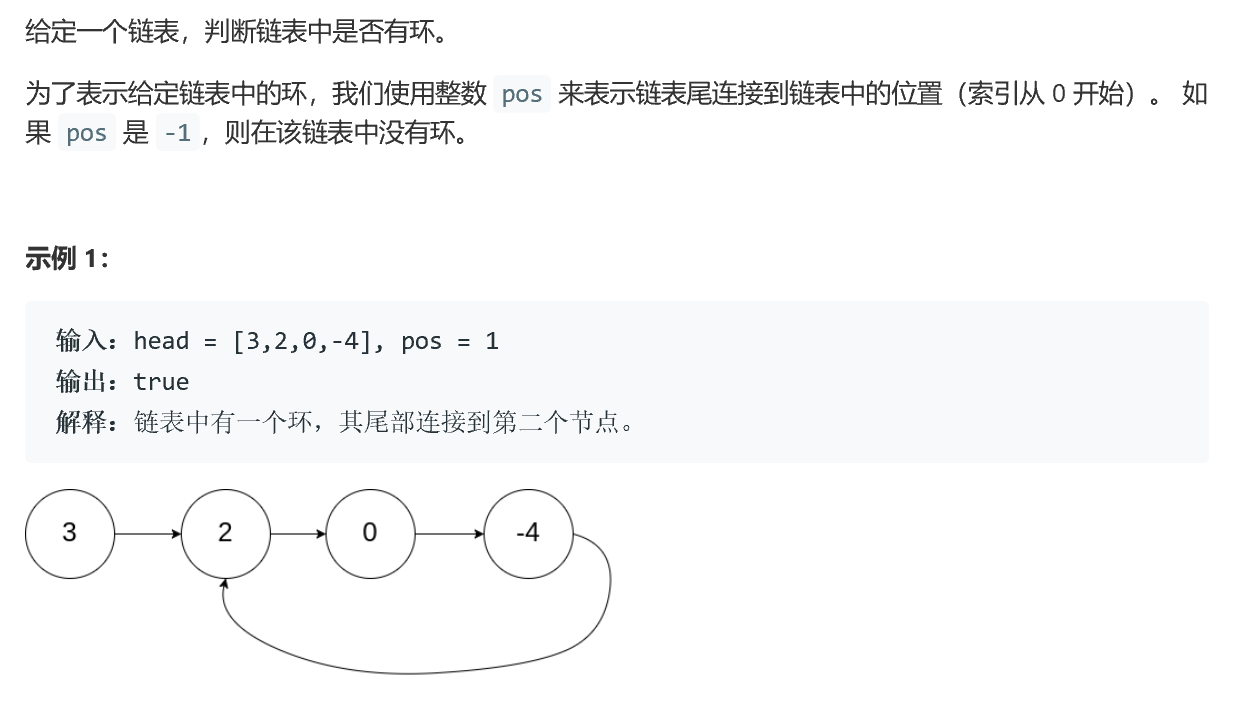 给定一个链表，判断链表中是否有环。
为了表示给定链表中的环，我们使用整数 pos 来表示链表尾连接到链表中的位置（索引从 0 开始）。 如
果 pos 是 -1，则在该链表中没有环。
示例 1：
输入：head = [3,2,0,-4], pos = 1
输出：true
解释：链表中有一个环，其尾部连接到第二个节点。
3 2 0 -4